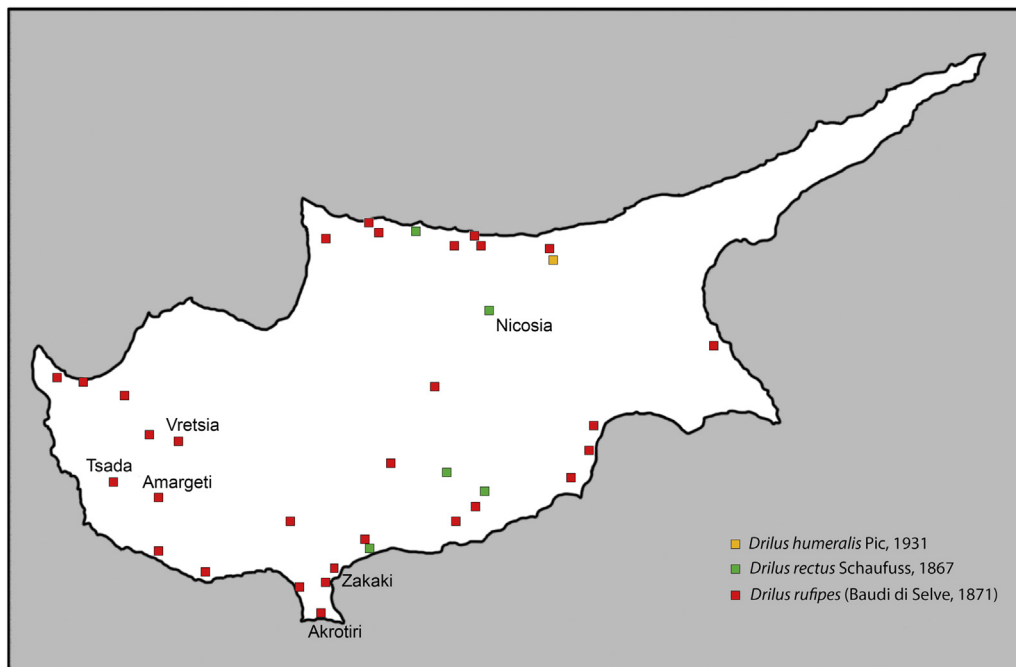 Nicosia
Vretsia
Tsada
Amargeti
Zakaki
Akrotiri
Drilus humeralis Pic, 1931
Drilus rectus Schaufuss, 1867
Drilus rufipes (Baudi di Selve, 1871)